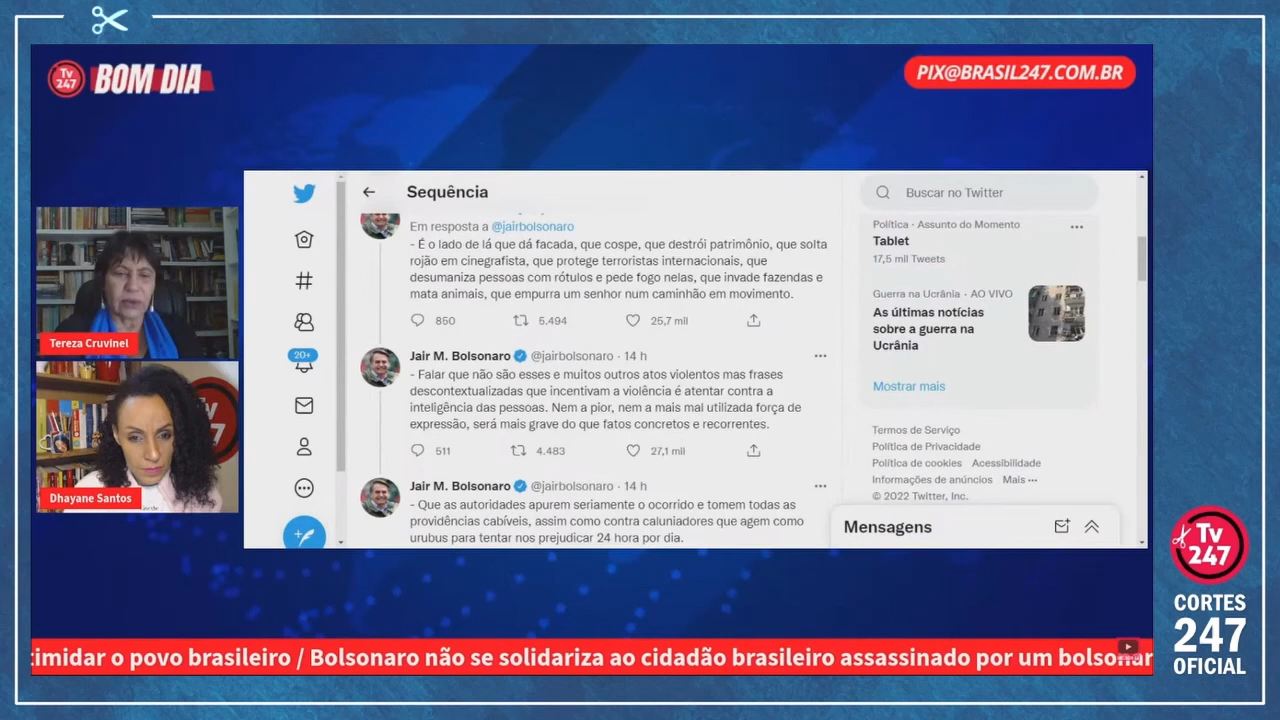 Tv
247
BOM DIA
PIX@BRASIL247.COM.BR
Tereza Cruvinel
Dhayane Santos
Tv
7
20+
Sequência
Em resposta a @jairbolsonaro
- É o lado de lá que dá facada, que cospe, que destrói patrimônio, que solta
rojão em cinegrafista, que protege terroristas internacionais, que
desumaniza pessoas com rótulos e pede fogo nelas, que invade fazendas e
mata animais, que empurra um senhor num caminhão em movimento.
850 5.494 25,7 mil
Jair M. Bolsonaro @jairbolsonaro · 14 h
- Falar que não são esses e muitos outros atos violentos mas frases
descontextualizadas que incentivam a violência é atentar contra a
inteligência das pessoas. Nem a pior, nem a mais mal utilizada força de
expressão, será mais grave do que fatos concretos e recorrentes.
511 4.483 27,1 mil
Jair M. Bolsonaro @jairbolsonaro · 14 h
- Que as autoridades apurem seriamente o ocorrido e tomem todas as
providências cabíveis, assim como contra caluniadores que agem como
urubus para tentar nos prejudicar 24 hora por dia.
Buscar no Twitter
Política · Assunto do Momento
Tablet
17,5 mil Tweets
Guerra na Ucrânia · AO VIVO
As últimas notícias
sobre a guerra na
Ucrânia
Mostrar mais
Termos de Serviço
Política de Privacidade
Política de cookies Acessibilidade
Informações de anúncios Mais ···
© 2022 Twitter, Inc.
Mensagens
timidar o povo brasileiro / Bolsonaro não se solidariza ao cidadão brasileiro assassinado por um bolsonar
Tv
247
CORTES
247
OFICIAL